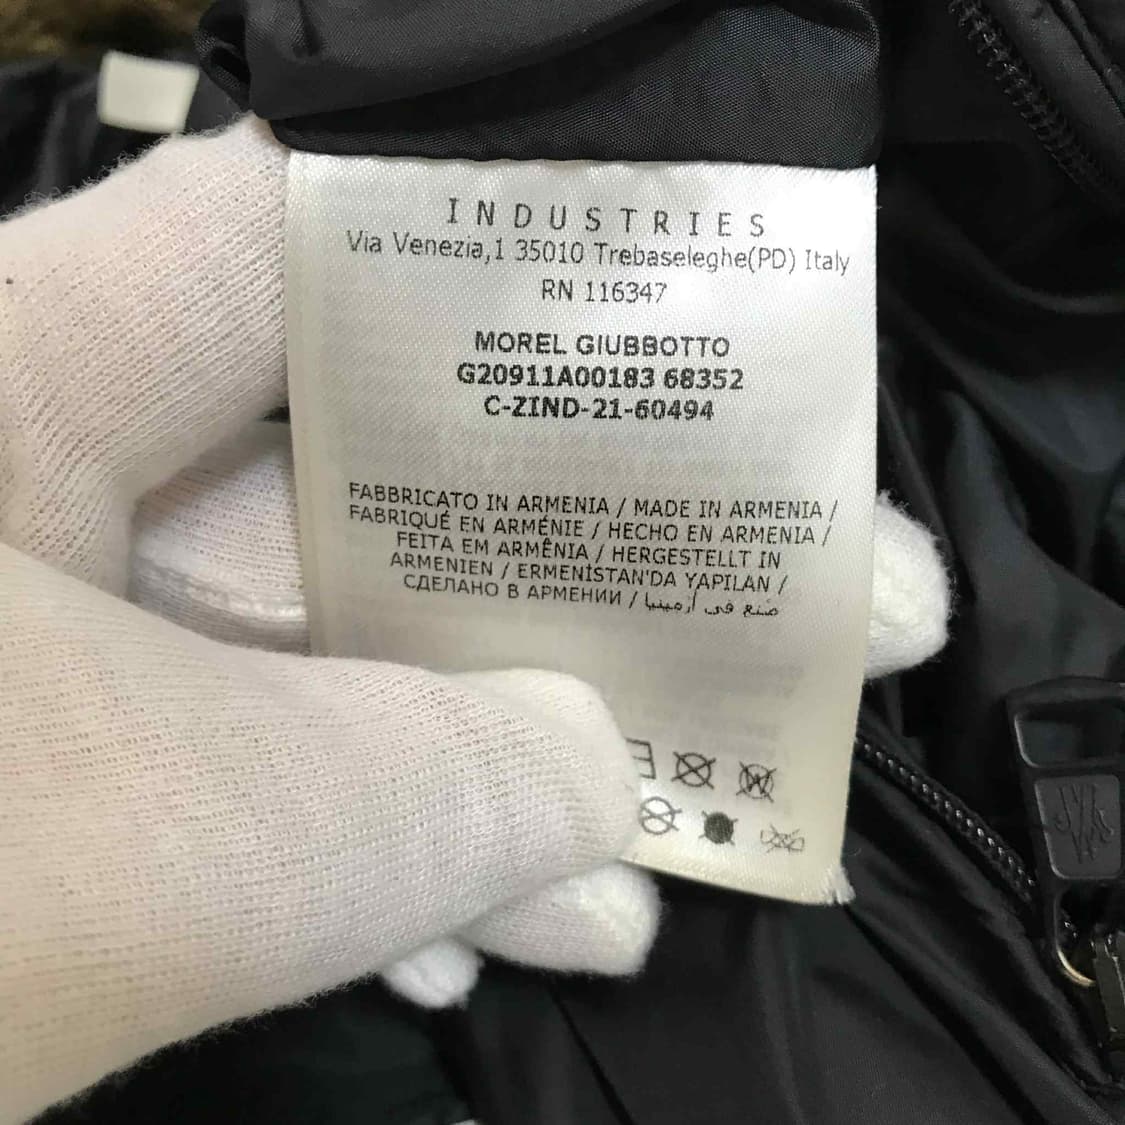 INDUSTRIES
Via Venezia,1 35010 Trebaseleghe(PD) Italy
RN 116347
MOREL GIUBBOTTO
G20911A00183 68352
C-ZIND-21-60494
FABBRICATO IN ARMENIA / MADE IN ARMENIA /
FABRIQUÉ EN ARMÉNIE / HECHO EN ARMENIA /
FEITA EM ARMÊNIA / HERGESTELLT IN
ARMENIEN / ERMENİSTAN'DA YAPILAN /
СДЕЛАНО В АРМЕНИИ / صنع في أرمينيا
W